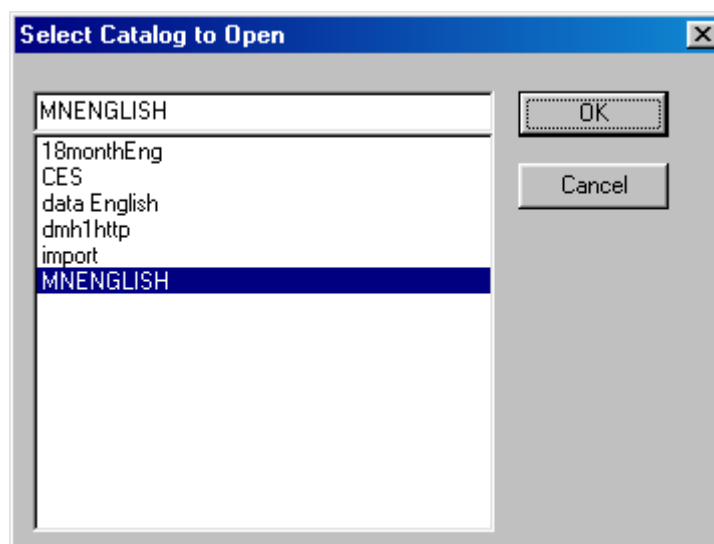 Select Catalog to Open
MNENGLISH
OK
18monthEng
CES
Cancel
data English
dmh1http
import
MNENGLISH